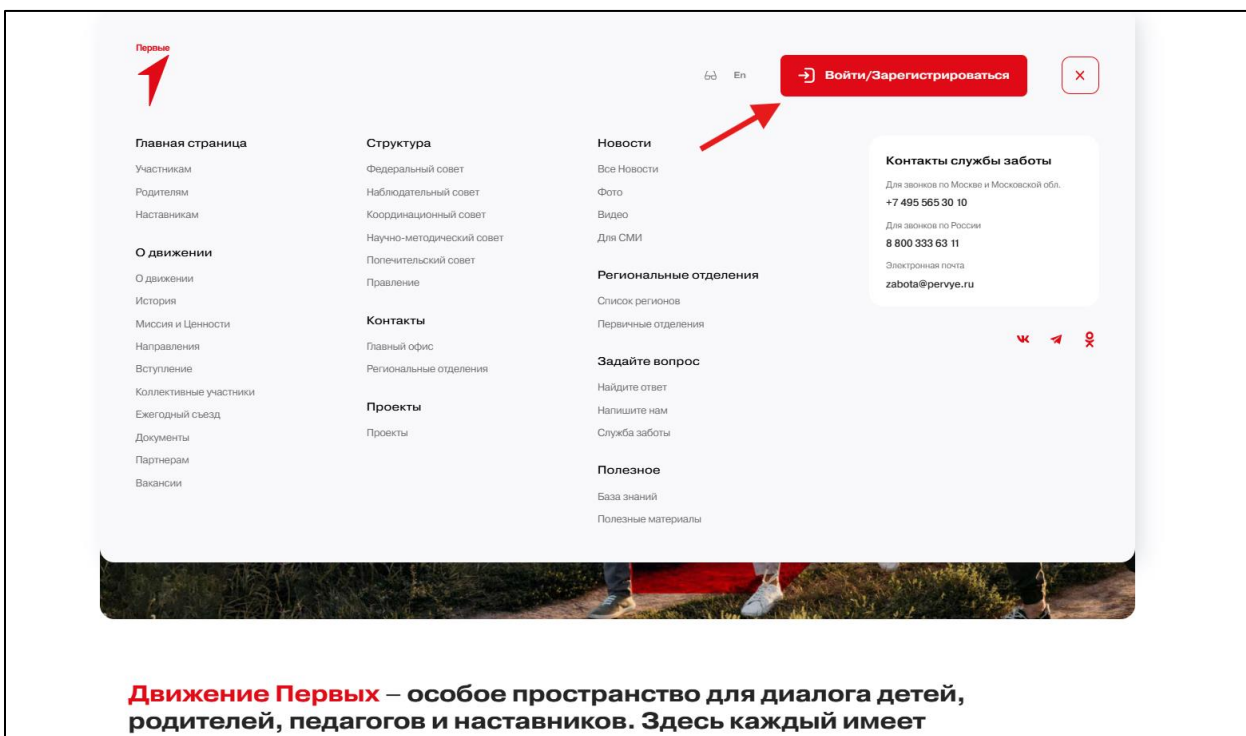 Первые
En
Войти/Зарегистрироваться
Главная страница
Участникам
Родителям
Наставникам
О движении
О движении
История
Миссия и Ценности
Направления
Вступление
Коллективные участники
Ежегодный съезд
Документы
Партнерам
Вакансии
Структура
Федеральный совет
Наблюдательный совет
Координационный совет
Научно-методический совет
Попечительский совет
Правление
Контакты
Главный офис
Региональные отделения
Проекты
Проекты
Новости
Все Новости
Фото
Видео
Для СМИ
Региональные отделения
Список регионов
Первичные отделения
Задайте вопрос
Найдите ответ
Напишите нам
Служба заботы
Полезное
База знаний
Полезные материалы
Контакты службы заботы
Для звонков по Москве и Московской обл.
+7 495 565 30 10
Для звонков по России
8 800 333 63 11
Электронная почта
zabota@pervye.ru
Движение Первых – особое пространство для диалога детей,
родителей, педагогов и наставников. Здесь каждый имеет